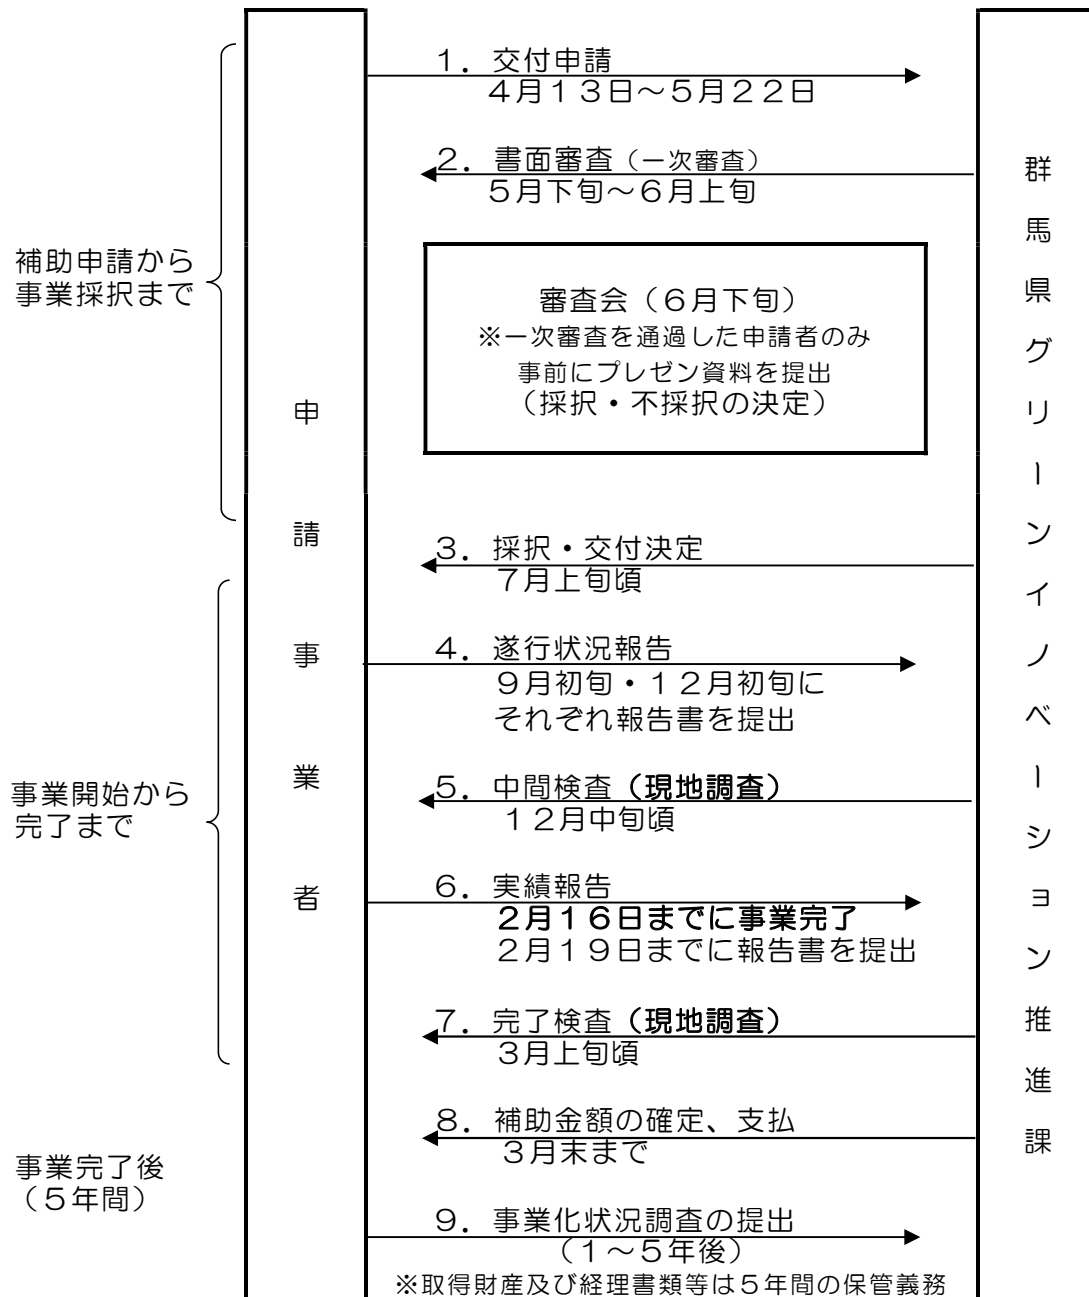 １．交付申請
４月１３日～５月２２日
２．書面審査（一次審査）
５月下旬～６月上旬
補助申請から
事業採択まで
審査会（６月下旬）
※一次審査を通過した申請者のみ
事前にプレゼン資料を提出
（採択・不採択の決定）
３．採択・交付決定
７月上旬頃
４．遂行状況報告
９月初旬・１２月初旬に
それぞれ報告書を提出
事業開始から
完了まで
５．中間検査（現地調査）
１２月中旬頃
６．実績報告
２月１６日までに事業完了
２月１９日までに報告書を提出
７．完了検査（現地調査）
３月上旬頃
８．補助金額の確定、支払
３月末まで
事業完了後
（５年間）
９．事業化状況調査の提出
（１～５年後）
※取得財産及び経理書類等は５年間の保管義務
申請事業者
群馬県グリーンイノベーション推進課